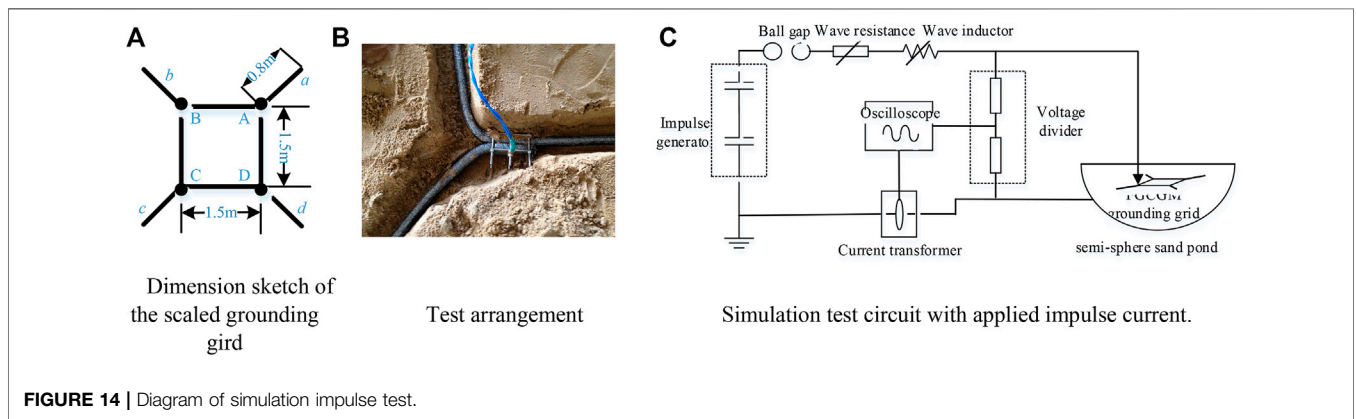 A
b
0.8m
a
B
A
1.5m
C
D
c
1.5m
d
Dimension sketch of
the scaled grounding
gird
B
Test arrangement
C
Ball gap Wave resistance Wave inductor
Impulse
generato
Oscilloscope
Voltage
divider
Current transformer
grounding grid
semi-sphere sand pond
Simulation test circuit with applied impulse current.
FIGURE 14 | Diagram of simulation impulse test.